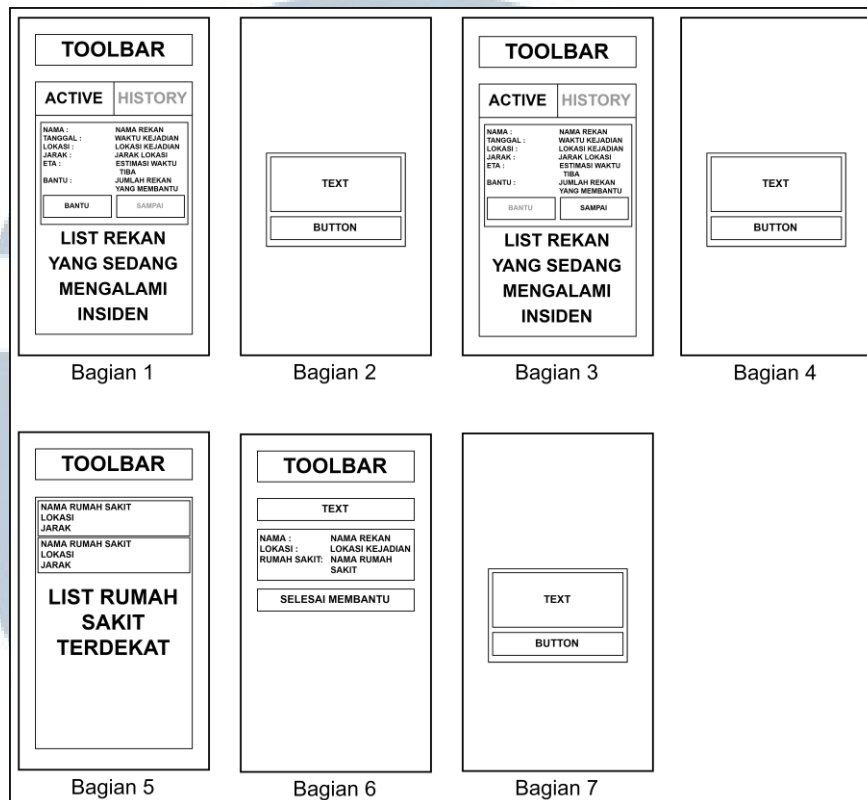 TOOLBAR
ACTIVE HISTORY
NAMA : NAMA REKAN
TANGGAL : WAKTU KEJADIAN
LOKASI : LOKASI KEJADIAN
JARAK : JARAK LOKASI
ETA : ESTIMASI WAKTU
TIBA
BANTU : JUMLAH REKAN
YANG MEMBANTU
BANTU SAMPAI
LIST REKAN
YANG SEDANG
MENGALAMI
INSIDEN
Bagian 1
TEXT
BUTTON
Bagian 2
TOOLBAR
ACTIVE HISTORY
NAMA : NAMA REKAN
TANGGAL : WAKTU KEJADIAN
LOKASI : LOKASI KEJADIAN
JARAK : JARAK LOKASI
ETA : ESTIMASI WAKTU
TIBA
BANTU : JUMLAH REKAN
YANG MEMBANTU
BANTU SAMPAI
LIST REKAN
YANG SEDANG
MENGALAMI
INSIDEN
Bagian 3
TEXT
BUTTON
Bagian 4
TOOLBAR
NAMA RUMAH SAKIT
LOKASI
JARAK
NAMA RUMAH SAKIT
LOKASI
JARAK
LIST RUMAH
SAKIT
TERDEKAT
Bagian 5
TOOLBAR
TEXT
NAMA : NAMA REKAN
LOKASI : LOKASI KEJADIAN
RUMAH SAKIT: NAMA RUMAH
SAKIT
SELESAI MEMBANTU
Bagian 6
TEXT
BUTTON
Bagian 7